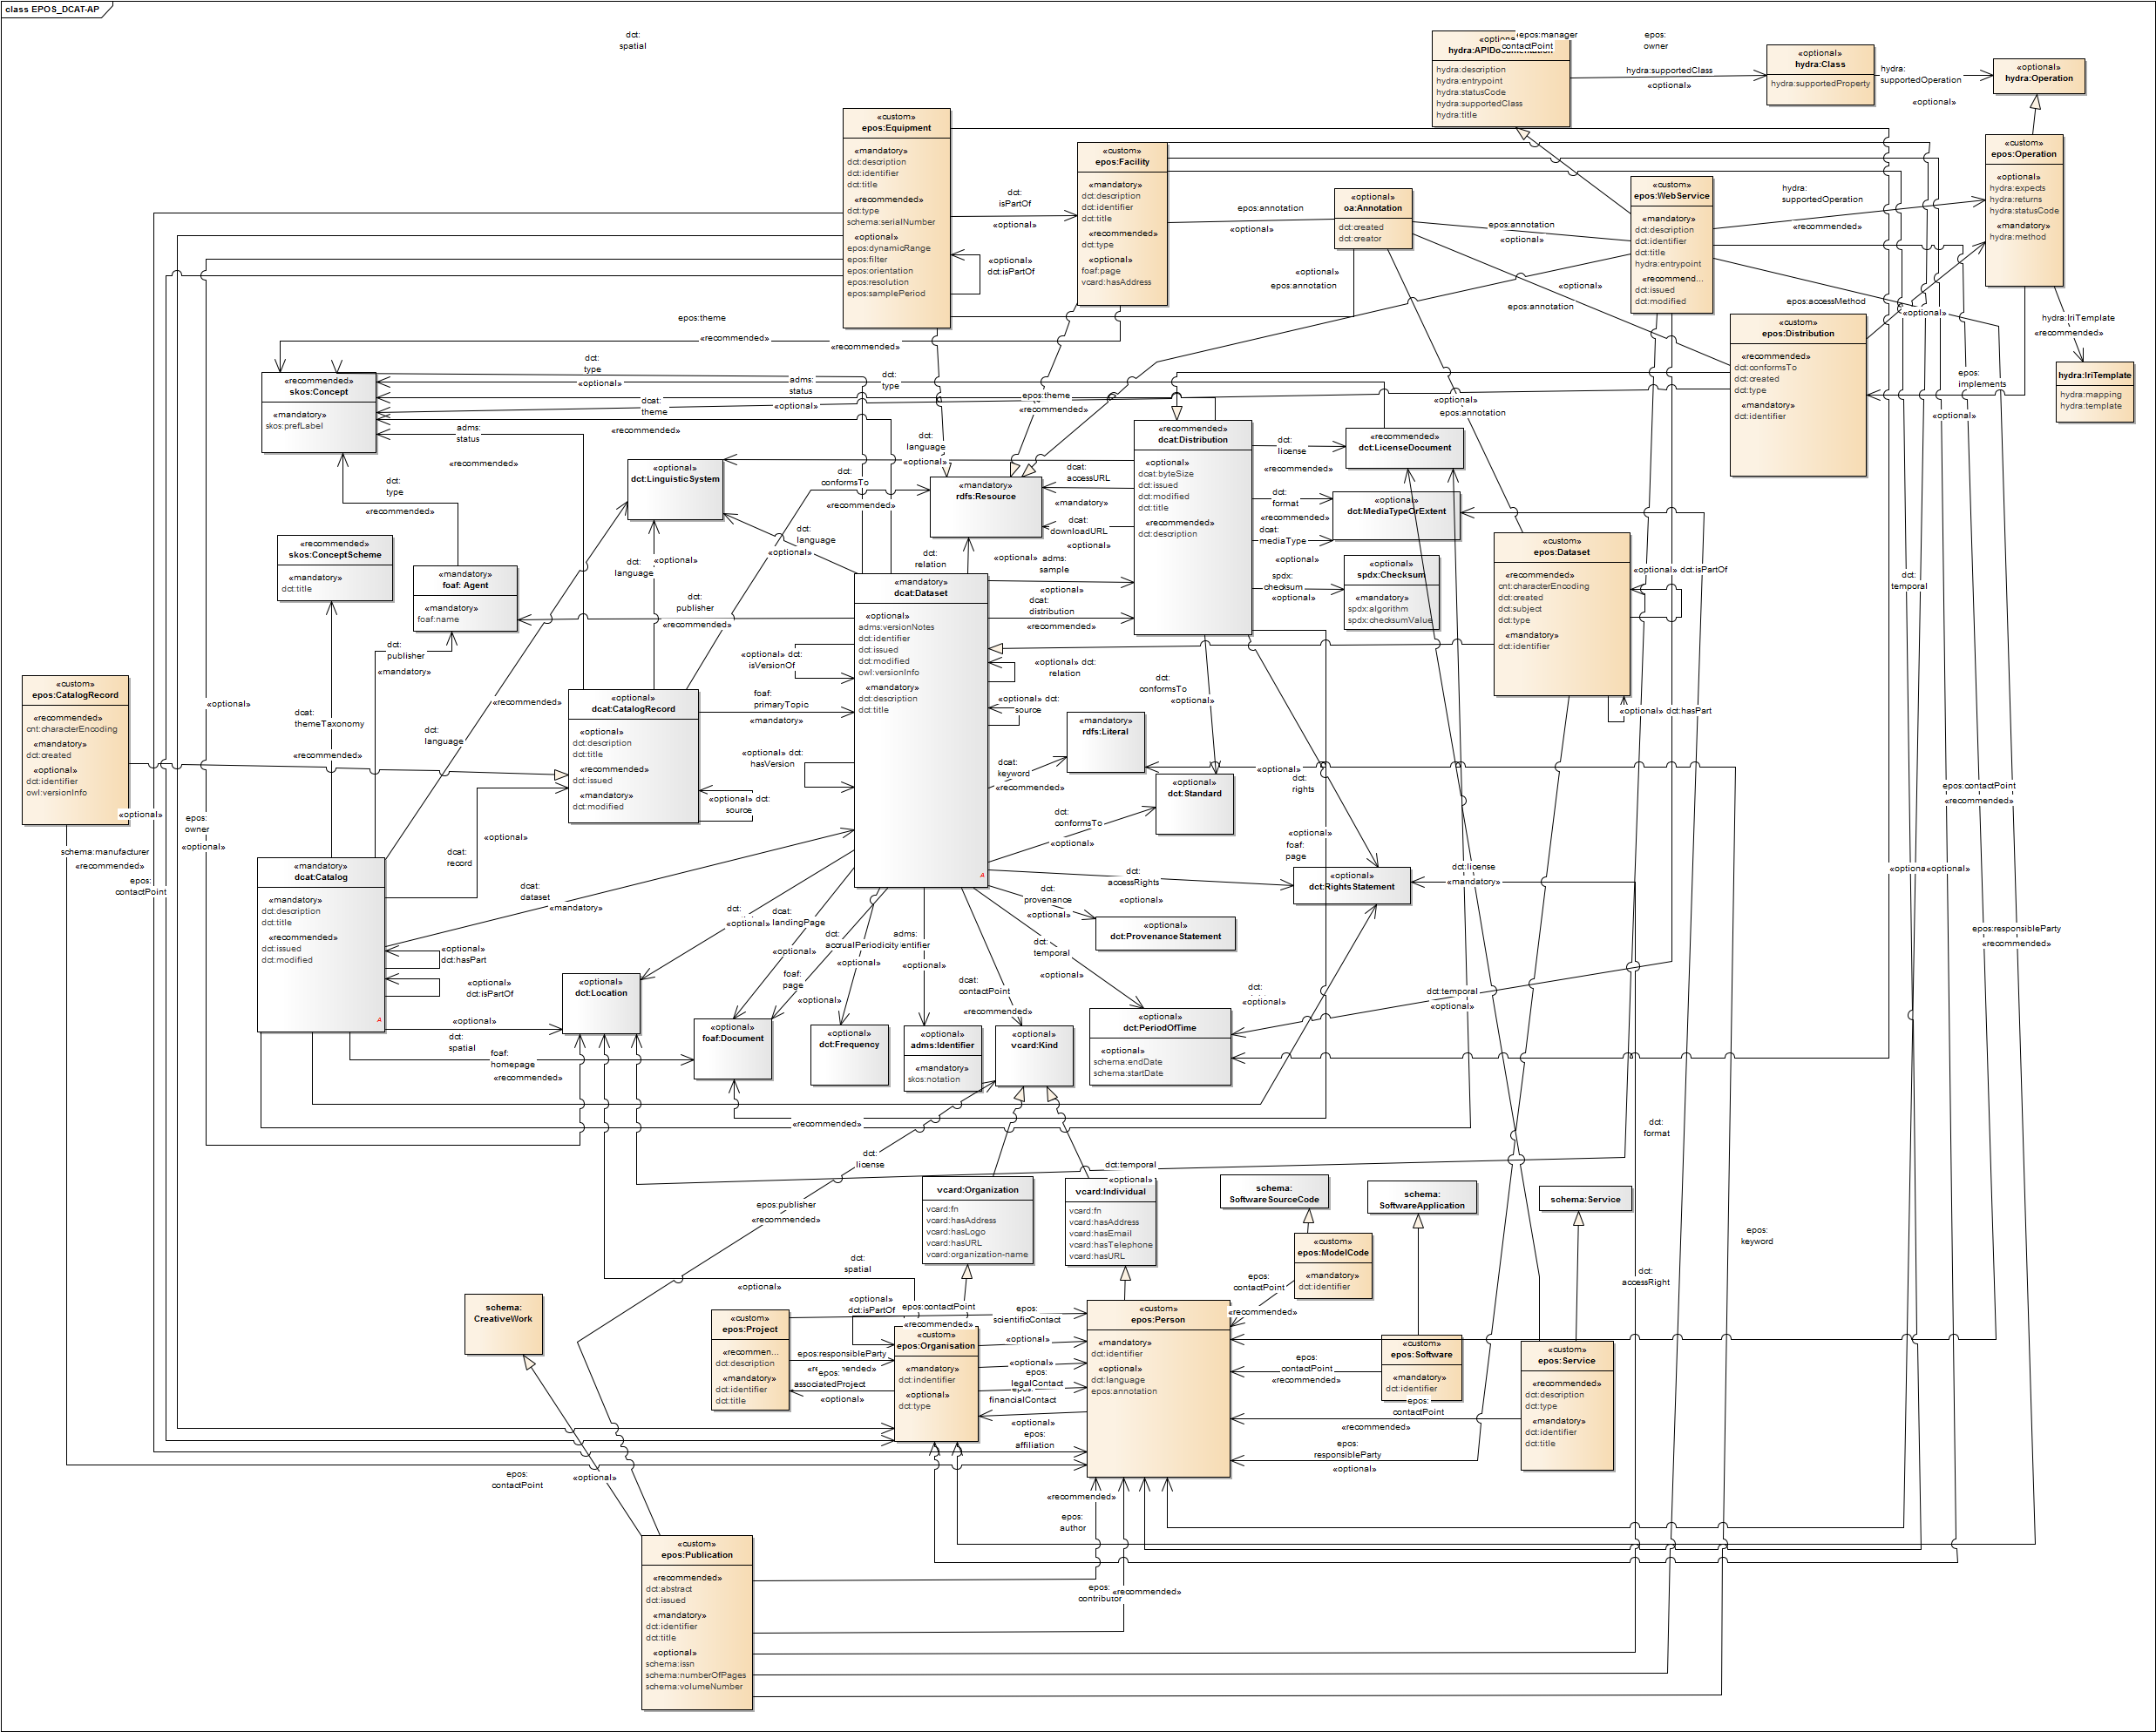 class EPOS_DCAT-AP
dct:
spatial
«optional»
hydra:APIDocumentation
hydra:description
hydra:entrypoint
hydra:statusCode
hydra:supportedClass
hydra:title
epos:manager
contactPoint
epos:
owner
hydra:supportedClass
«optional»
«optional»
hydra:Class
hydra:supportedProperty
hydra:
supportedOperation
«optional»
«optional»
hydra:Operation
«custom»
epos:Equipment
«mandatory»
dct:description
dct:identifier
dct:title
«recommended»
dct:type
schema:serialNumber
«optional»
epos:dynamicRange
epos:filter
epos:orientation
epos:resolution
epos:samplePeriod
dct:
isPartOf
«optional»
«optional»
dct:isPartOf
«custom»
epos:Facility
«mandatory»
dct:description
dct:identifier
dct:title
«recommended»
dct:type
«optional»
foaf:page
vcard:hasAddress
epos:annotation
«optional»
«optional»
oa:Annotation
dct:created
dct:creator
epos:annotation
«optional»
«optional»
epos:annotation
«optional»
epos:annotation
«custom»
epos:WebService
«mandatory»
dct:description
dct:identifier
dct:title
hydra:entrypoint
«recommend...
dct:issued
dct:modified
hydra:
supportedOperation
«recommended»
«custom»
epos:Operation
«optional»
hydra:expects
hydra:returns
hydra:statusCode
«mandatory»
hydra:method
epos:accessMethod
«optional»
hydra:IriTemplate
«recommended»
hydra:IriTemplate
hydra:mapping
hydra:template
«custom»
epos:Distribution
«recommended»
dct:conformsTo
dct:created
dct:type
«mandatory»
dct:identifier
epos:
implements
«optional»
epos:theme
«recommended»
«recommended»
dct:
type
«optional»
adms:
status
«optional»
dct:
type
dcat:
theme
«recommended»
epos:theme
«recommended»
«optional»
epos:annotation
«recommended»
skos:Concept
«mandatory»
skos:prefLabel
adms:
status
«recommended»
dct:
type
«recommended»
dct:
language
«optional»
dct:
conformsTo
«recommended»
«optional»
dct:LinguisticSystem
«mandatory»
rdfs:Resource
dcat:
accessURL
«mandatory»
dcat:
downloadURL
«optional»
«recommended»
dcat:Distribution
«optional»
dcat:byteSize
dct:issued
dct:modified
dct:title
«recommended»
dct:description
dct:
license
«recommended»
«recommended»
dct:LicenseDocument
dct:
format
«recommended»
dcat:
mediaType
«optional»
«optional»
dct:MediaTypeOrExtent
spdx:
checksum
«optional»
«optional»
spdx:Checksum
«mandatory»
spdx:algorithm
spdx:checksumValue
«custom»
epos:Dataset
«recommended»
cnt:characterEncoding
dct:created
dct:subject
dct:type
«mandatory»
dct:identifier
«optional» dct:isPartOf
«optional» dct:hasPart
dct:
temporal
«recommended»
skos:ConceptScheme
«mandatory»
dct:title
«mandatory»
foaf: Agent
«mandatory»
foaf:name
dct:
language
«optional»
dct:
language
«optional»
dct:
relation
«optional»
adms:
sample
«optional»
dcat:
distribution
«recommended»
dct:
publisher
«recommended»
dct:
publisher
«mandatory»
«mandatory»
dcat:Dataset
«optional»
adms:versionNotes
dct:identifier
dct:issued
dct:modified
owl:versionInfo
«mandatory»
dct:description
dct:title
«optional» dct:
isVersionOf
«optional» dct:
relation
«optional» dct:
source
foaf:
primaryTopic
«mandatory»
«optional» dct:
hasVersion
dcat:
keyword
«recommended»
«mandatory»
rdfs:Literal
dct:
conformsTo
«optional»
«optional»
dct:
rights
«optional»
dct:Standard
dct:
conformsTo
«optional»
«custom»
epos:CatalogRecord
«recommended»
cnt:characterEncoding
«mandatory»
dct:created
«optional»
dct:identifier
owl:versionInfo
«optional»
dcat:CatalogRecord
«optional»
dct:description
dct:title
«recommended»
dct:issued
«mandatory»
dct:modified
«optional» dct:
source
dcat:
themeTaxonomy
«recommended»
dct:
language
«recommended»
«optional»
«optional»
epos:
owner
«optional»
schema:manufacturer
«recommended»
epos:
contactPoint
dcat:
record
«optional»
«mandatory»
dcat:Catalog
«mandatory»
dct:description
dct:title
«recommended»
dct:issued
dct:modified
A
dcat:
dataset
«mandatory»
«optional»
dct:hasPart
«optional»
dct:isPartOf
«optional»
dct:
spatial
foaf:
homepage
«recommended»
A
«optional»
foaf:
page
dct:
accessRights
«optional»
«optional»
dct:RightsStatement
dct:license
«mandatory»
dct:
provenance
«optional»
«optional»
dct:ProvenanceStatement
dct:
«optional»
dcat:
landingPage
«optional»
dct:
accrualPeriodicity
«optional»
adms:
«optional»
foaf:
page
«optional»
dcat:
contactPoint
«recommended»
dct:
temporal
«optional»
«optional»
dct:Location
«optional»
foaf:Document
«optional»
dct:Frequency
«optional»
adms:Identifier
«mandatory»
skos:notation
«optional»
vcard:Kind
«optional»
dct:PeriodOfTime
«optional»
schema:endDate
schema:startDate
dct:
«optional»
dct:temporal
«optional»
epos:contactPoint
«recommended»
«optional»
epos:responsibleParty
«recommended»
«recommended»
dct:
license
dct:temporal
«optional»
dct:
format
epos:publisher
«recommended»
vcard:Organization
vcard:fn
vcard:hasAddress
vcard:hasLogo
vcard:hasURL
vcard:organization-name
vcard:Individual
vcard:fn
vcard:hasAddress
vcard:hasEmail
vcard:hasTelephone
vcard:hasURL
schema:
SoftwareSourceCode
schema:
SoftwareApplication
schema:Service
epos:
keyword
dct:
accessRight
«custom»
epos:ModelCode
«mandatory»
dct:identifier
epos:
contactPoint
«recommended»
dct:
spatial
«optional»
«optional»
dct:isPartOf
epos:contactPoint
«recommended»
epos:
scientificContact
«optional»
«optional»
epos:
legalContact
financialContact
«optional»
epos:
affiliation
schema:
CreativeWork
«custom»
epos:Project
«recommen...
dct:description
«mandatory»
dct:identifier
dct:title
epos:responsibleParty
epos:
associatedProject
«optional»
«custom»
epos:Organisation
«mandatory»
dct:indentifier
«optional»
dct:type
«custom»
epos:Person
«mandatory»
dct:identifier
«optional»
dct:language
epos:annotation
epos:
contactPoint
«recommended»
«custom»
epos:Software
«mandatory»
dct:identifier
epos:
contactPoint
«recommended»
«custom»
epos:Service
«recommended»
dct:description
dct:type
«mandatory»
dct:identifier
dct:title
epos:
responsibleParty
«optional»
epos:
contactPoint
«optional»
«recommended»
epos:
author
epos:
contributor
«recommended»
«custom»
epos:Publication
«recommended»
dct:abstract
dct:issued
«mandatory»
dct:identifier
dct:title
«optional»
schema:issn
schema:numberOfPages
schema:volumeNumber